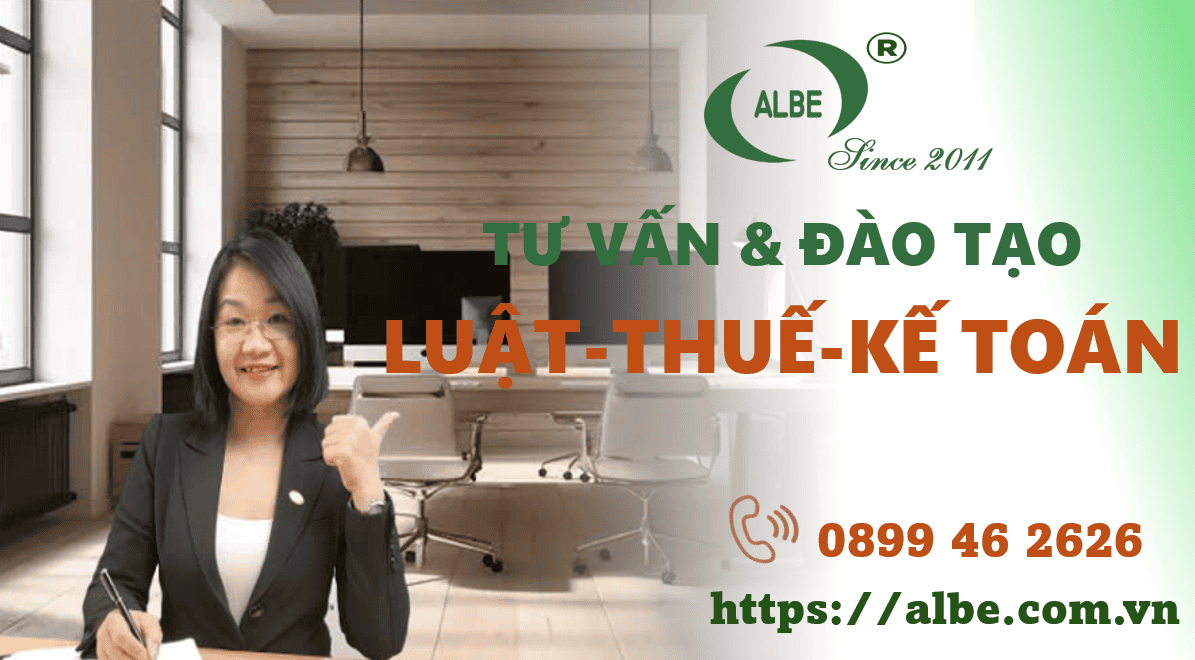 ALBE ®
Since 2011
TƯ VẤN & ĐÀO TẠO
LUẬT-THUẾ-KẾ TOÁN
0899 46 2626
https://albe.com.vn